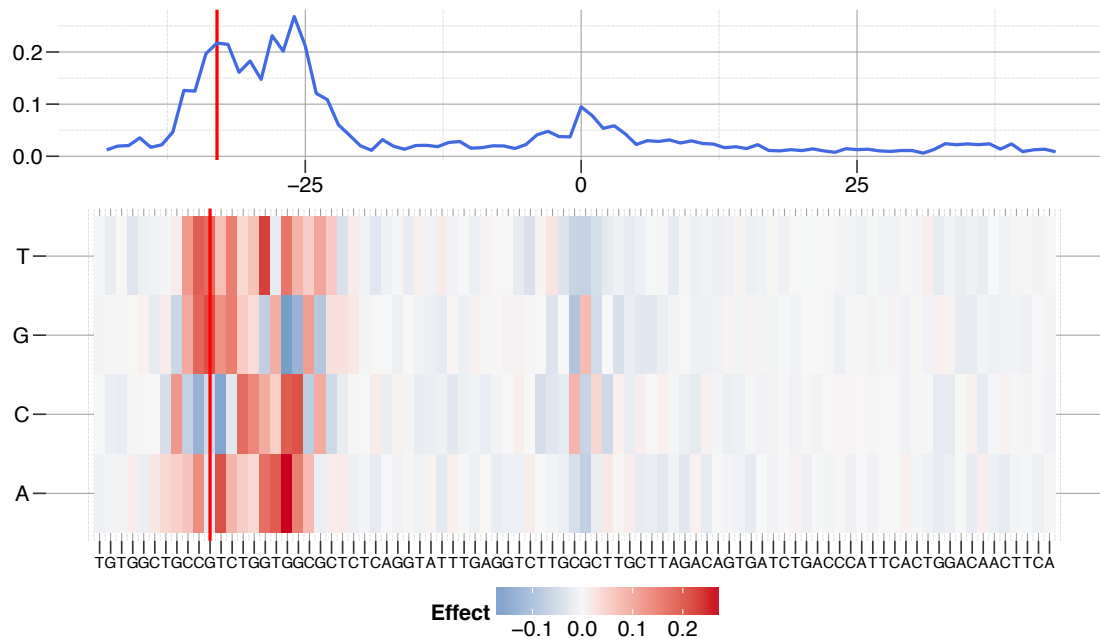 0.2
0.1
0.0
−25 0 25
T
G
C
A
TGTGGCTGCCGTCTGGTGGCGCTCTCAGGTATTTGAGGTCTTGCGCTTGCTTAGACAGTGATCTGACCCATTCACTGGACAACTTCA
Effect
−0.1 0.0 0.1 0.2